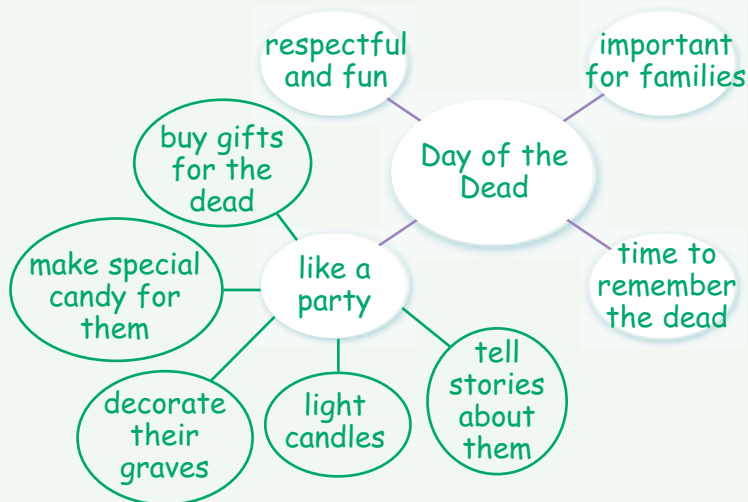 respectful
and fun
important
for families
Day of the
Dead
buy gifts
for the
dead
make special
candy for
them
like a
party
time to
remember
the dead
decorate
their
graves
light
candles
tell
stories
about
them